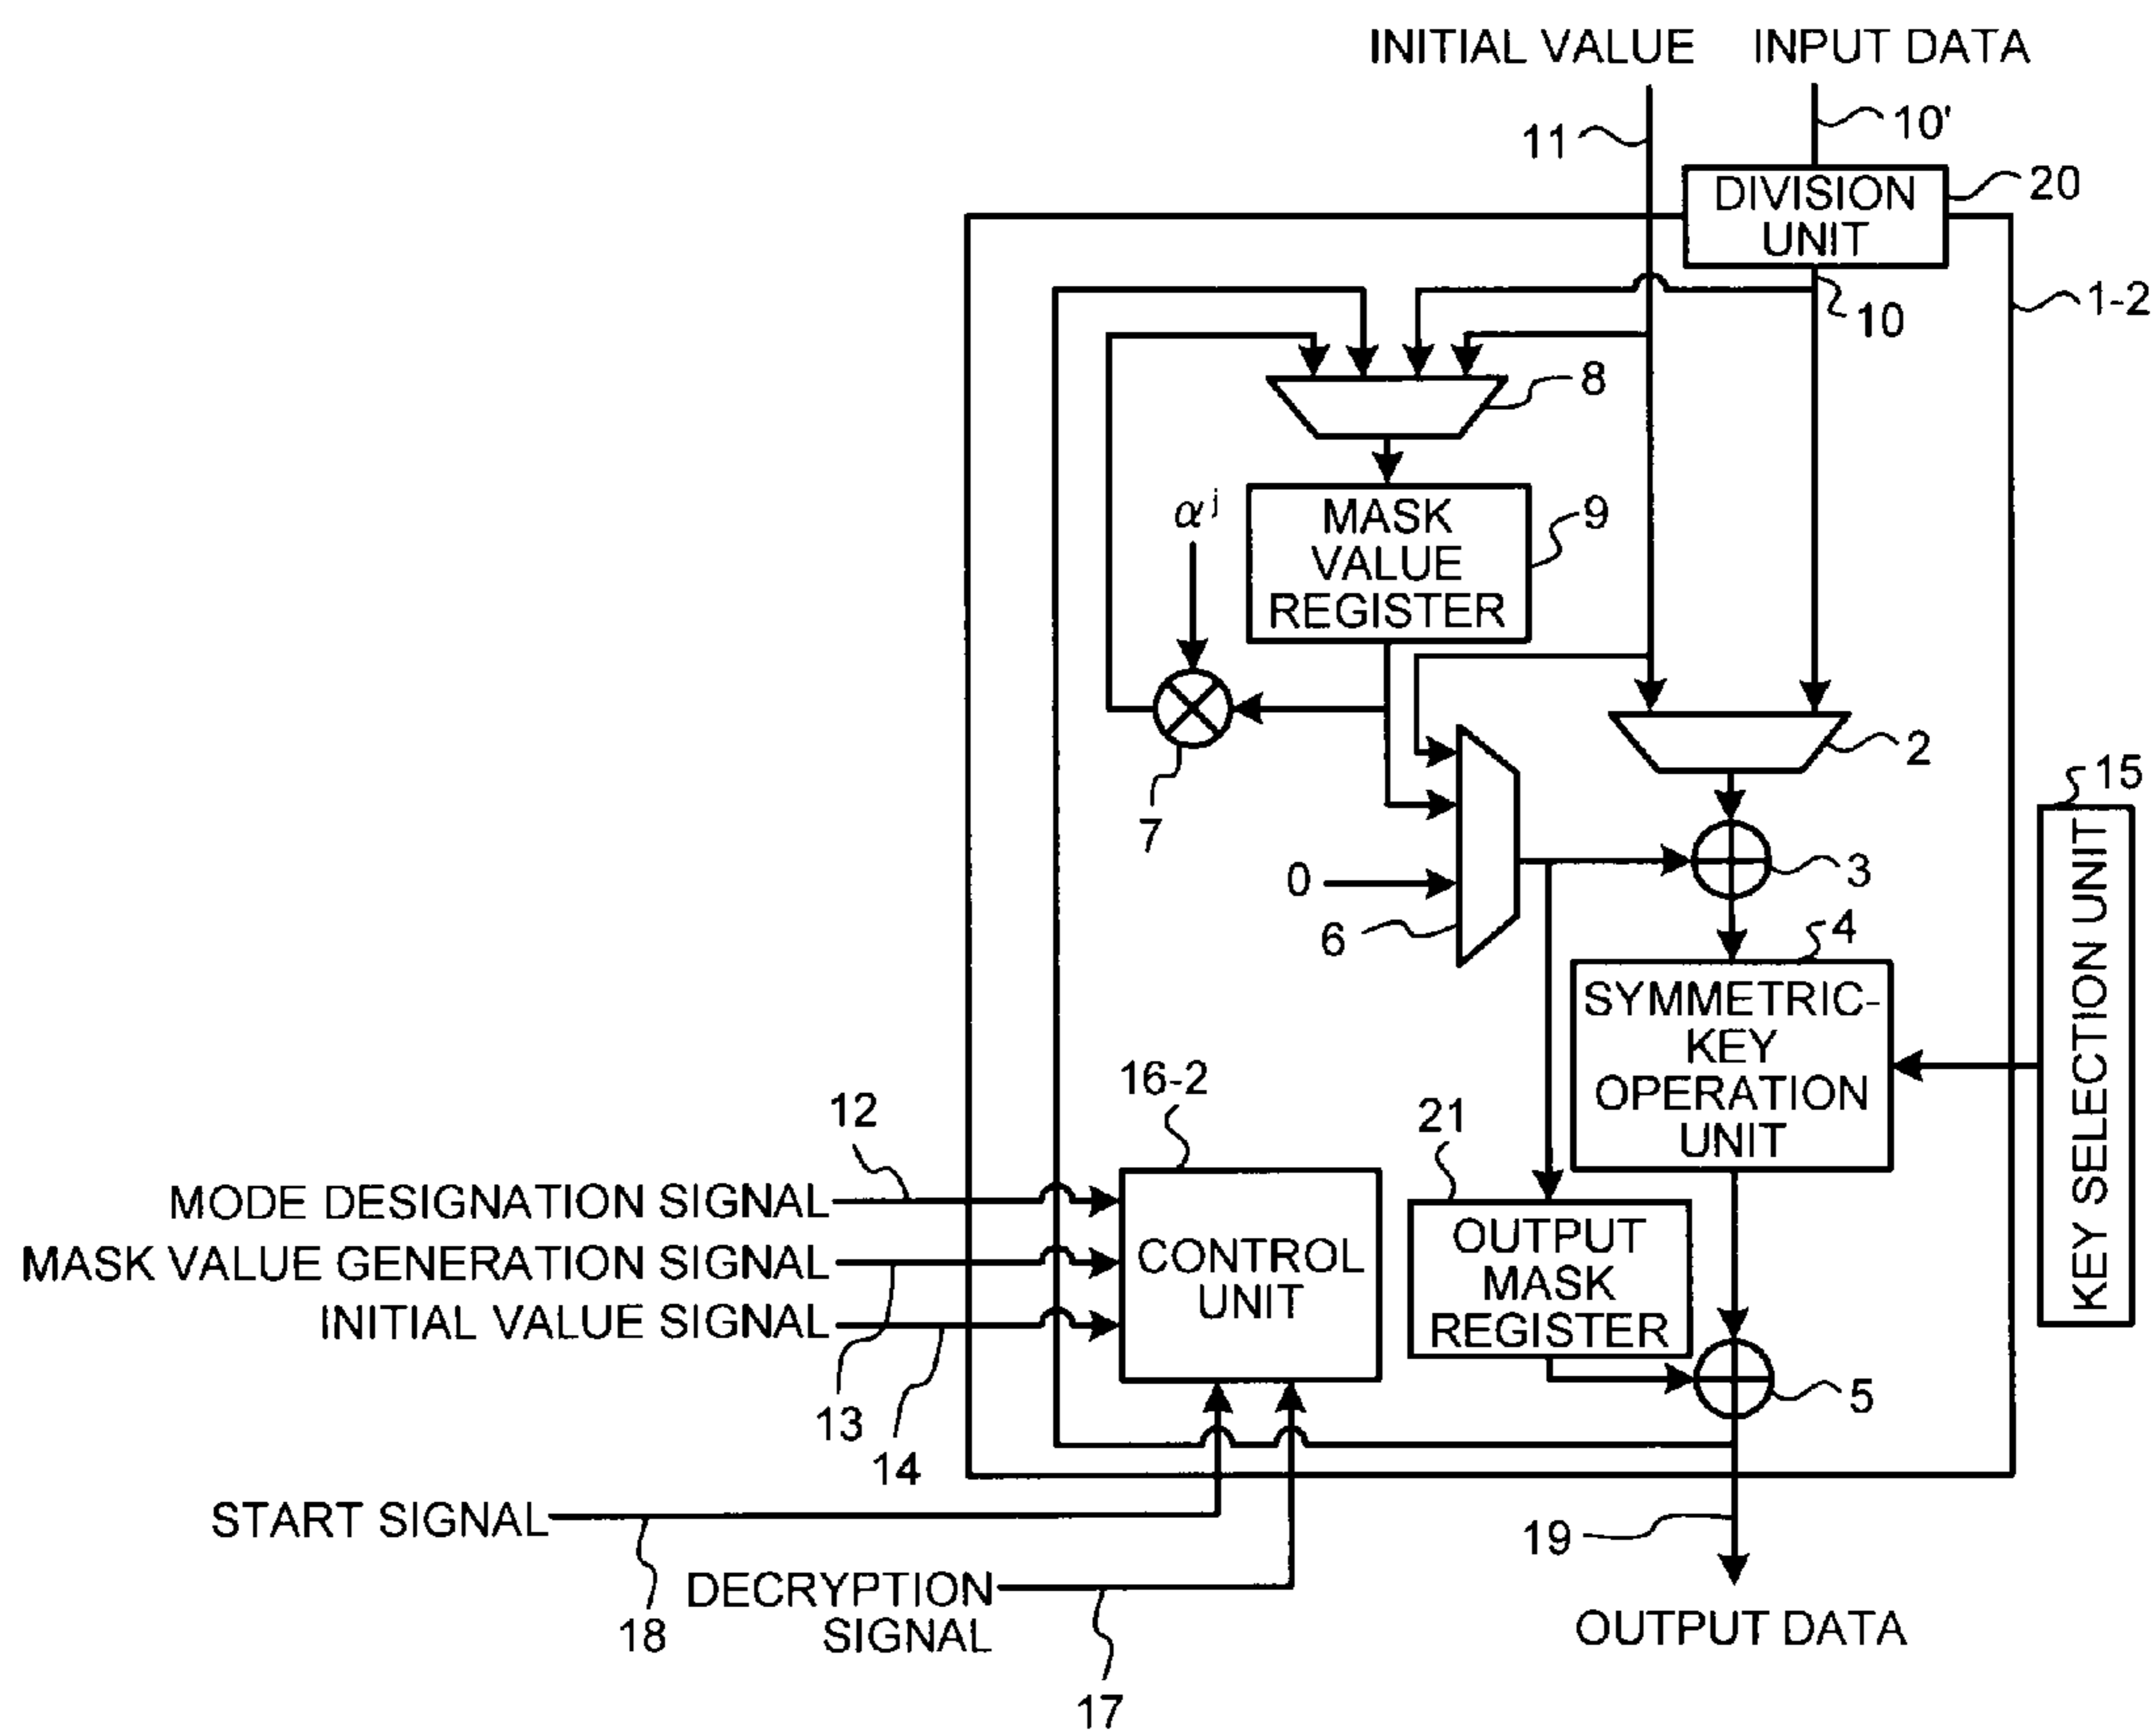 INITIAL VALUE
INPUT DATA
10'
11
DIVISION
UNIT
20
1-2
10
8
α^j
MASK
VALUE
REGISTER
9
7
2
15
0
6
3
4
KEY SELECTION UNIT
SYMMETRIC-
KEY
OPERATION
UNIT
16-2
12
21
MODE DESIGNATION SIGNAL
MASK VALUE GENERATION SIGNAL
INITIAL VALUE SIGNAL
CONTROL
UNIT
OUTPUT
MASK
REGISTER
13
14
5
START SIGNAL
18
19
DECRYPTION
SIGNAL
17
OUTPUT DATA